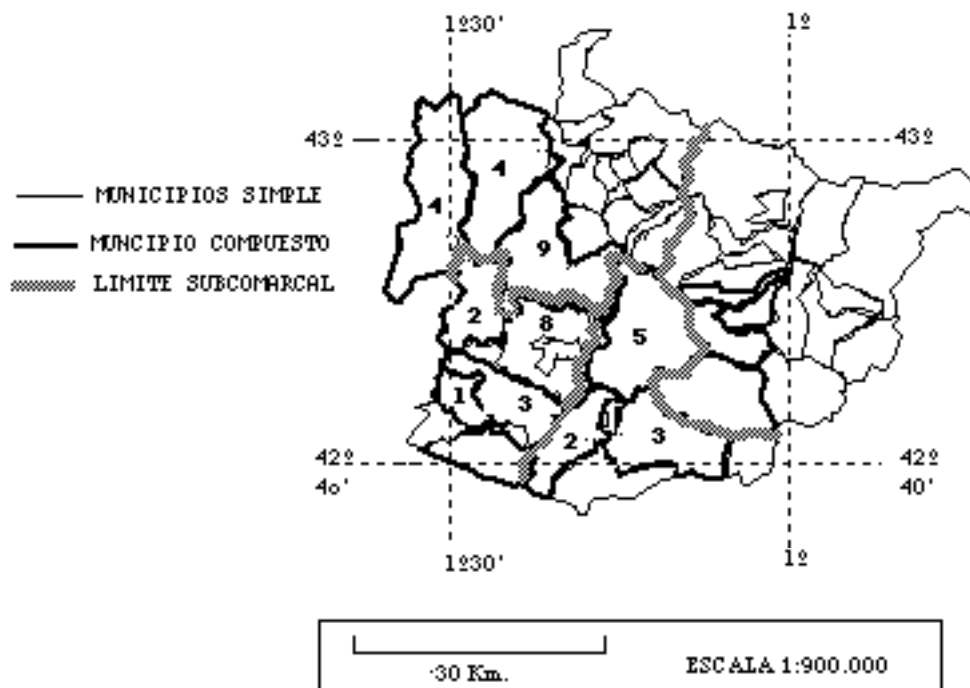 1º30' 1º
43º 43º
4
4
MUNICIPIOS SIMPLE
MUNCIPIO COMPUESTO
9
LIMITE SUBCOMARCAL
2 8
5
1 3
2 3
42º 42º
4o' 40'
1º30' 1º
30 Km. ESCALA 1:900.000